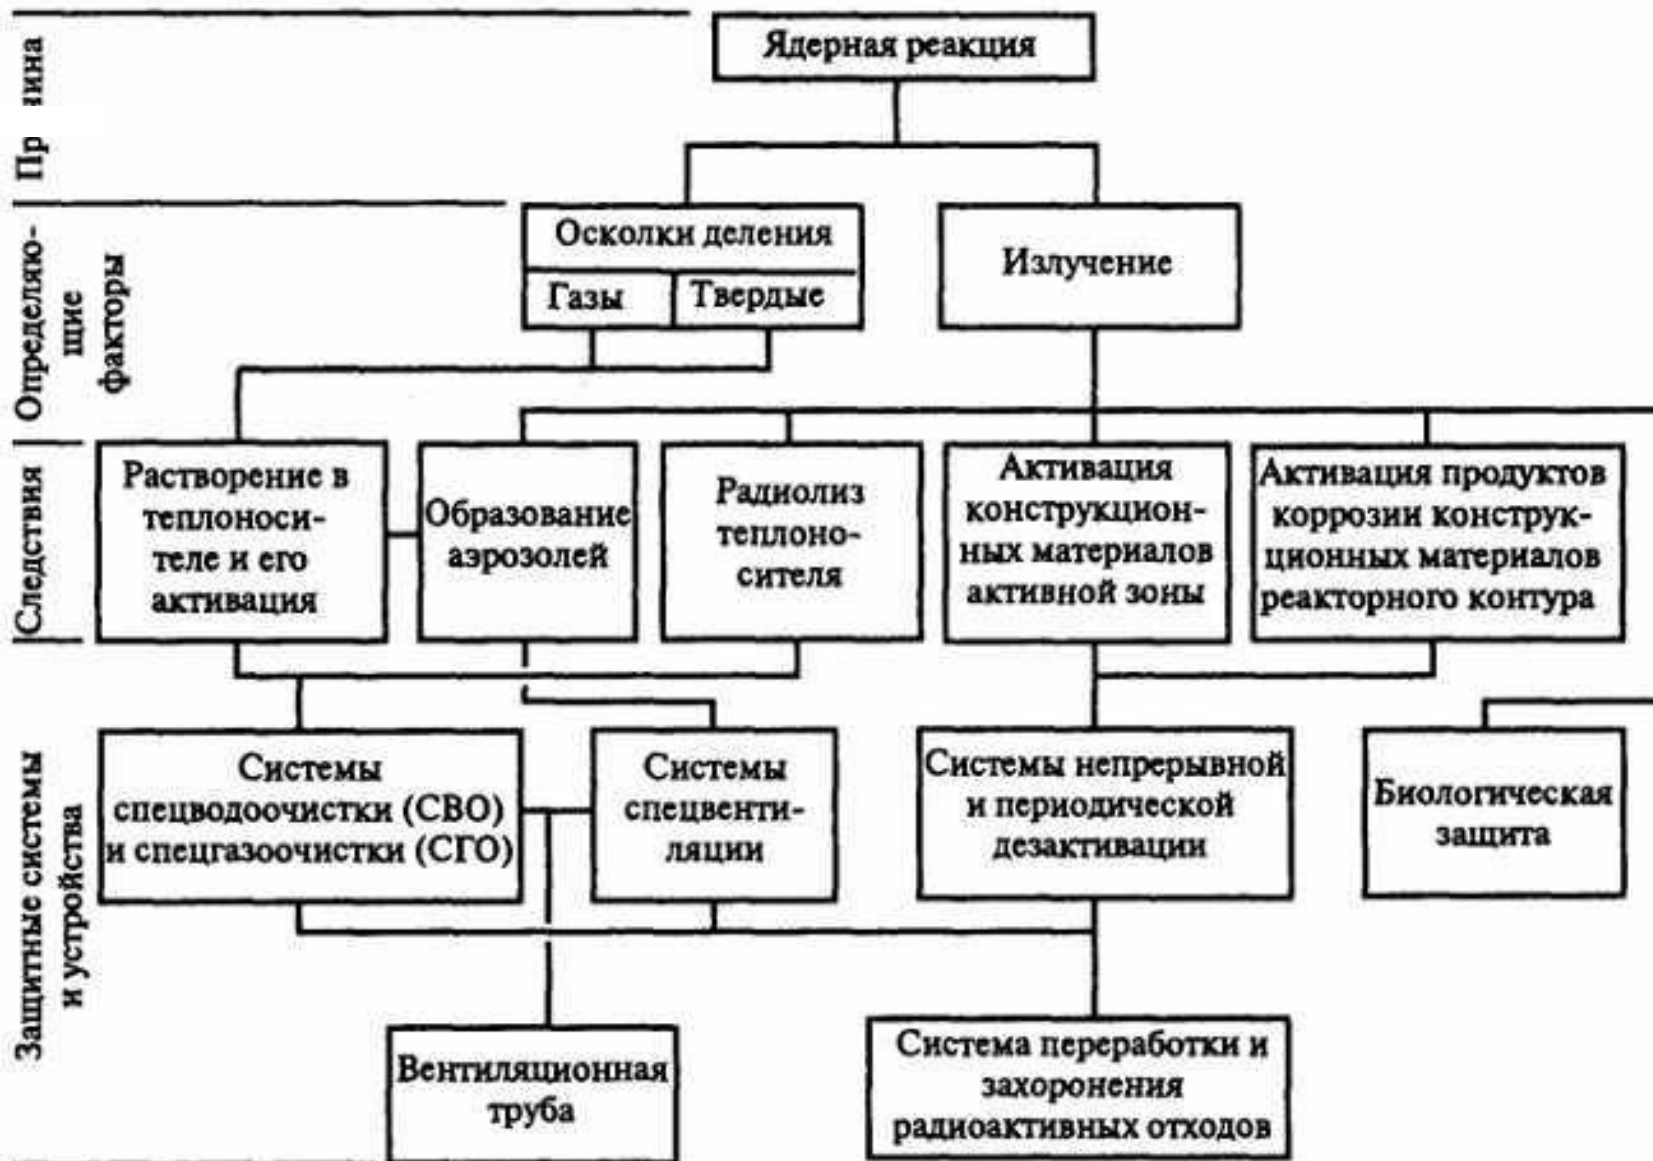 Ядерная реакция
Осколки деления
Газы
Твердые
Излучение
Определяю-
щие
факторы
Растворение в
теплоноси-
теле и его
активация
Образование
аэрозолей
Радиолиз
теплоно-
сителя
Активация
конструкцион-
ных материалов
активной зоны
Активация продуктов
коррозии конструк-
ционных материалов
реакторного контура
Следствия
Системы
спецводоочистки (СВО)
и спецгазоочистки (СГО)
Системы
спецвенти-
ляции
Системы непрерывной
и периодической
дезактивации
Биологическая
защита
Защитные системы
и устройства
Вентиляционная
труба
Система переработки и
захоронения
радиоактивных отходов